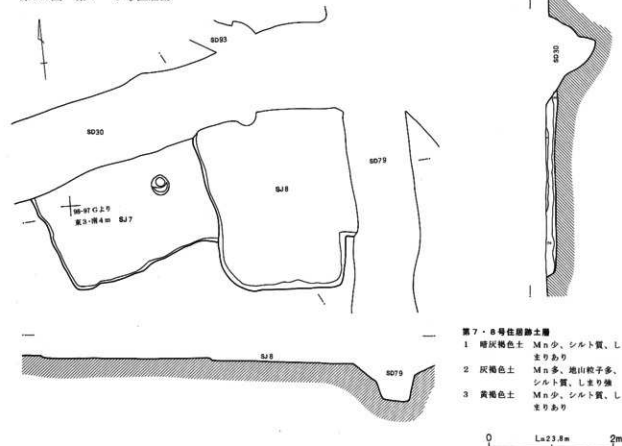 SD93
SD30
SD30
SD79
SJ8
96-97Gより
東3-南4m
SJ7
2
SJ8
SD79
第7・8号住居跡土層
1 暗灰褐色土 Mn少、シルト質、し
まりあり
2 灰褐色土 Mn多、地山粒子多、
シルト質、しまり強
3 黄褐色土 Mn少、シルト質、し
まりあり
0 L=23.8m 2m